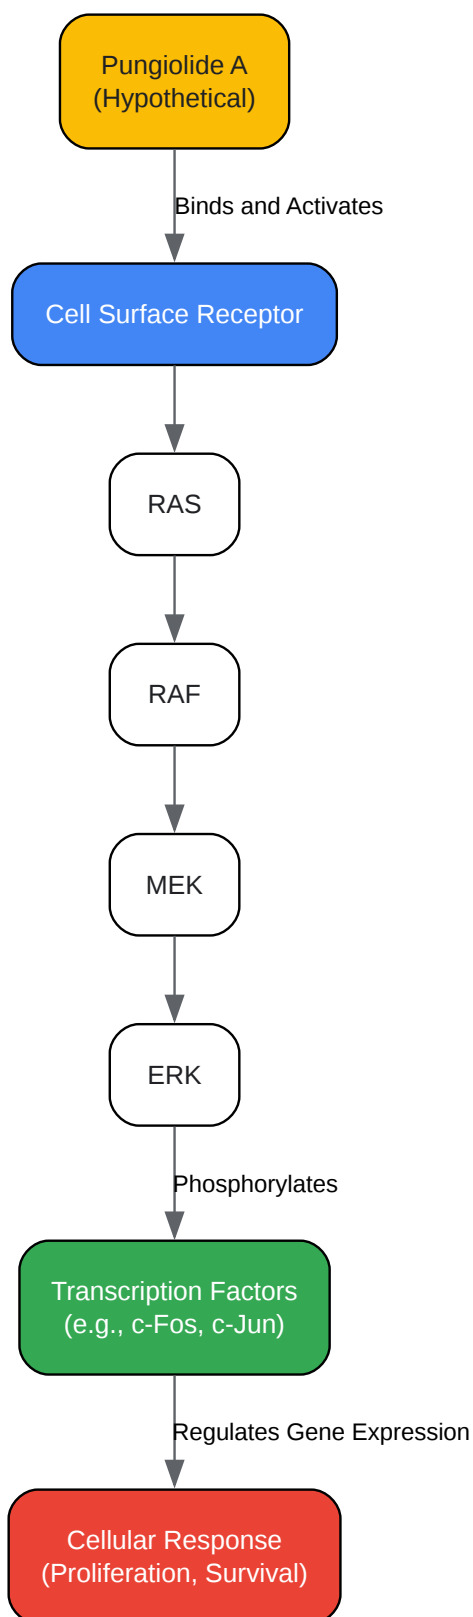 Pungiolide A
(Hypothetical)
Binds and Activates
Cell Surface Receptor
RAS
RAF
MEK
ERK
Phosphorylates
Transcription Factors
(e.g., c-Fos, c-Jun)
Regulates Gene Expression
Cellular Response
(Proliferation, Survival)